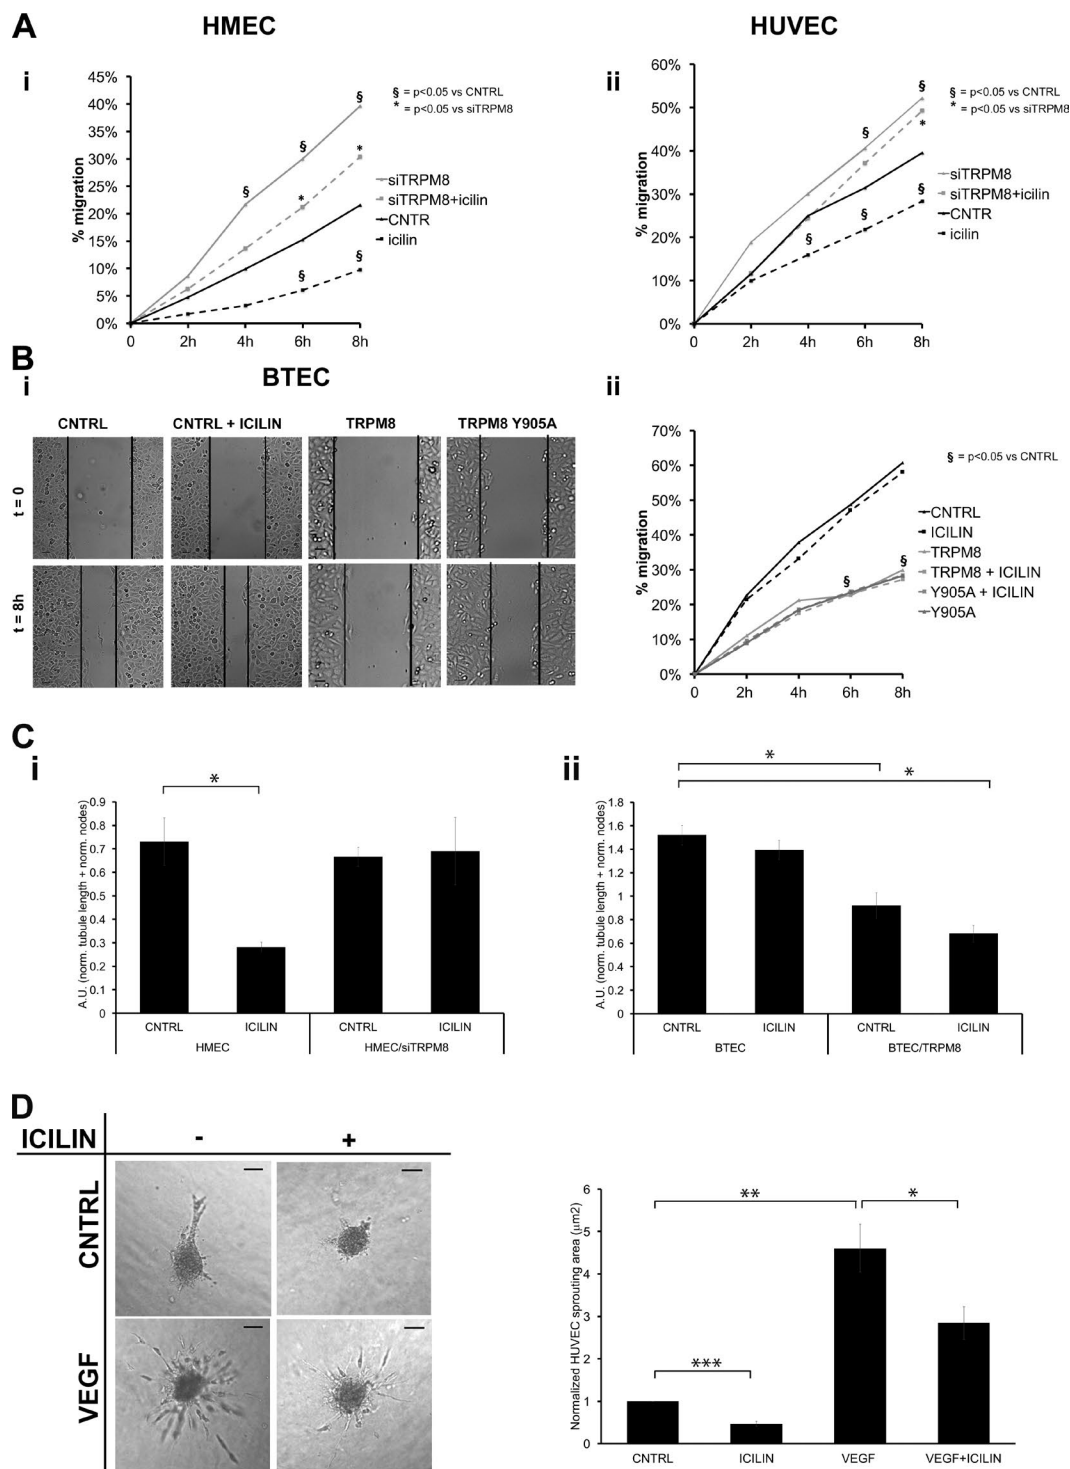 A
HMEC
HUVEC
i
45%
40%
35%
30%
25%
20%
15%
10%
5%
0%
% migration
0 2h 4h 6h 8h
§ = p<0.05 vs CNTRL
* = p<0.05 vs siTRPM8
siTRPM8
siTRPM8+icilin
CNTR
icilin
§ § §
* *
§ §
ii
60%
50%
40%
30%
20%
10%
0%
% migration
0 2h 4h 6h 8h
§ = p<0.05 vs CNTRL
* = p<0.05 vs siTRPM8
siTRPM8
siTRPM8+icilin
CNTR
icilin
§ §
*
§ § §
B
BTEC
i
CNTRL CNTRL + ICILIN TRPM8 TRPM8 Y905A
t = 0
t = 8h
ii
70%
60%
50%
40%
30%
20%
10%
0%
% migration
0 2h 4h 6h 8h
§ = p<0.05 vs CNTRL
CNTRL
ICILIN
TRPM8
TRPM8 + ICILIN
Y905A + ICILIN
Y905A
§ §
C
i
*
0.9
0.8
0.7
0.6
0.5
0.4
0.3
0.2
0.1
0
A.U. (norm. tubule length + norm. nodes)
CNTRL ICILIN CNTRL ICILIN
HMEC HMEC/siTRPM8
ii
*
*
1.8
1.6
1.4
1.2
1
0.8
0.6
0.4
0.2
0
A.U. (norm. tubule length + norm. nodes)
CNTRL ICILIN CNTRL ICILIN
BTEC BTEC/TRPM8
D
ICILIN - +
CNTRL
VEGF
6
5
4
3
2
1
0
Normalized HUVEC sprouting area (µm2)
** *
***
CNTRL ICILIN VEGF VEGF+ICILIN